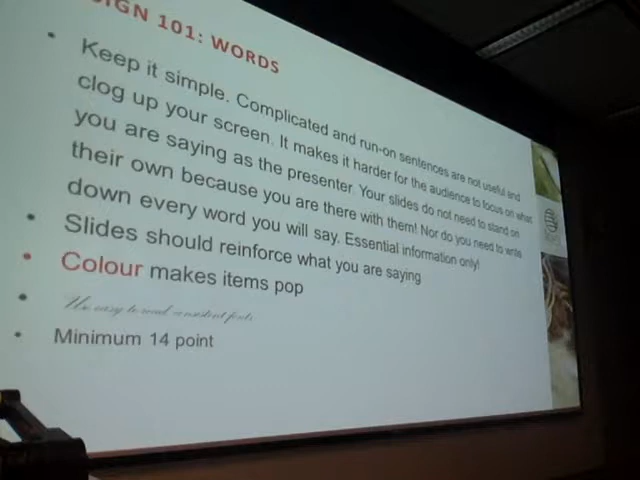 SIGN 101: WORDS
Keep it simple. Complicated and run-on sentences are not useful and
clog up your screen. It makes it harder for the audience to focus on what
you are saying as the presenter. Your slides do not need to stand on
their own because you are there with them! Nor do you need to write
down every word you will say. Essential information only!
Slides should reinforce what you are saying
Colour makes items pop
Use easy to read consistent fonts
Minimum 14 point